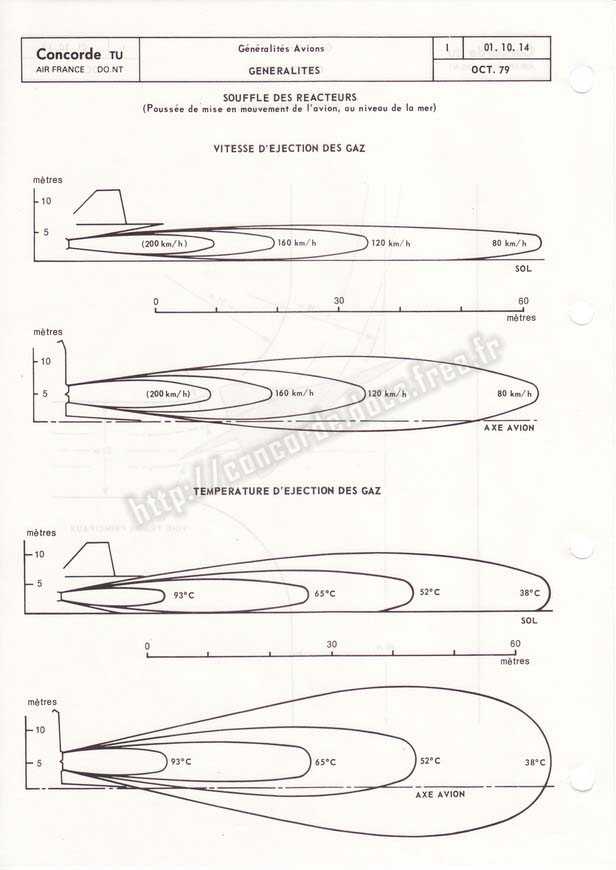 Concorde TU
AIR FRANCE DO.NT
Généralités Avions
GENERALITES
I
01. 10. 14
OCT. 79
SOUFFLE DES REACTEURS
(Poussée de mise en mouvement de l'avion, au niveau de la mer)
VITESSE D'EJECTION DES GAZ
mètres
10
5
(200 km/h)
160 km/h
120 km/h
80 km/h
SOL
0 30 60
mètres
mètres
10
5
(200 km/h)
160 km/h
120 km/h
80 km/h
AXE AVION
http://concordejpdcs.free.fr
TEMPERATURE D'EJECTION DES GAZ
mètres
10
5
93°C
65°C
52°C
38°C
SOL
0 30 60
mètres
mètres
10
5
93°C
65°C
52°C
38°C
AXE AVION